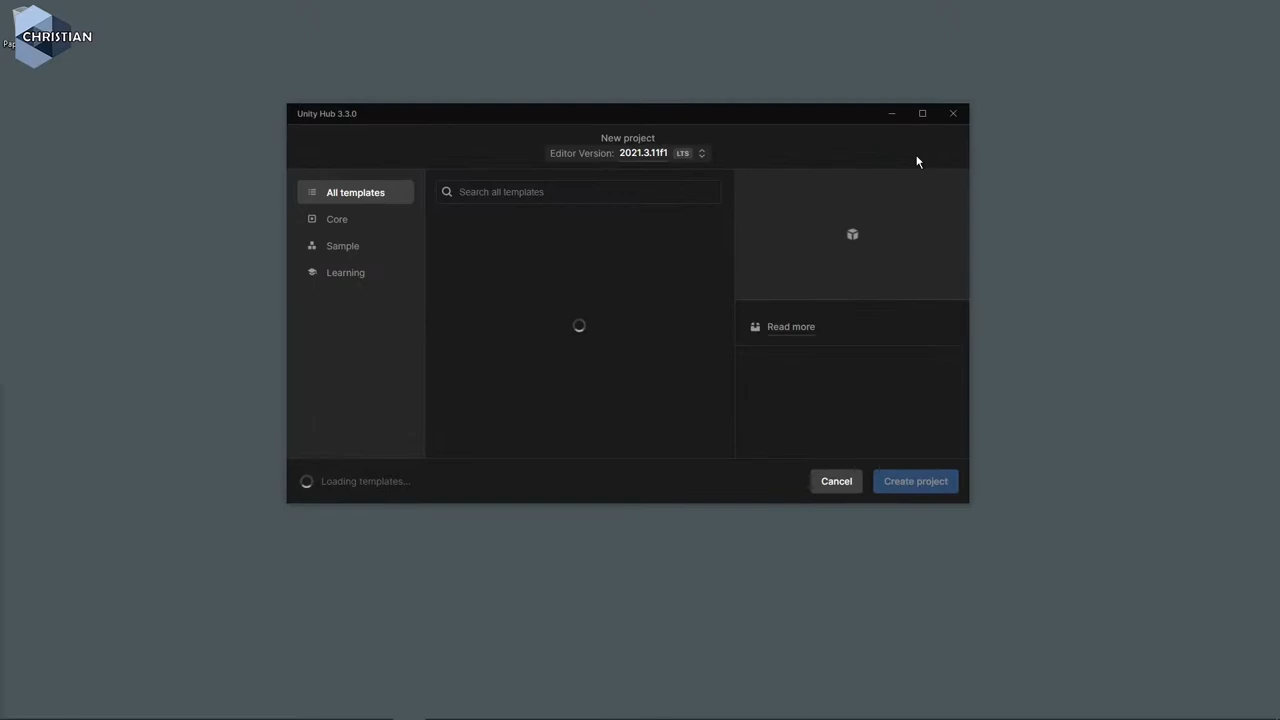 CHRISTIAN
Unity Hub 3.3.0
New project
Editor Version: 2021.3.11f1 LTS
All templates
Search all templates
Core
Sample
Learning
Read more
Loading templates...
Cancel
Create project